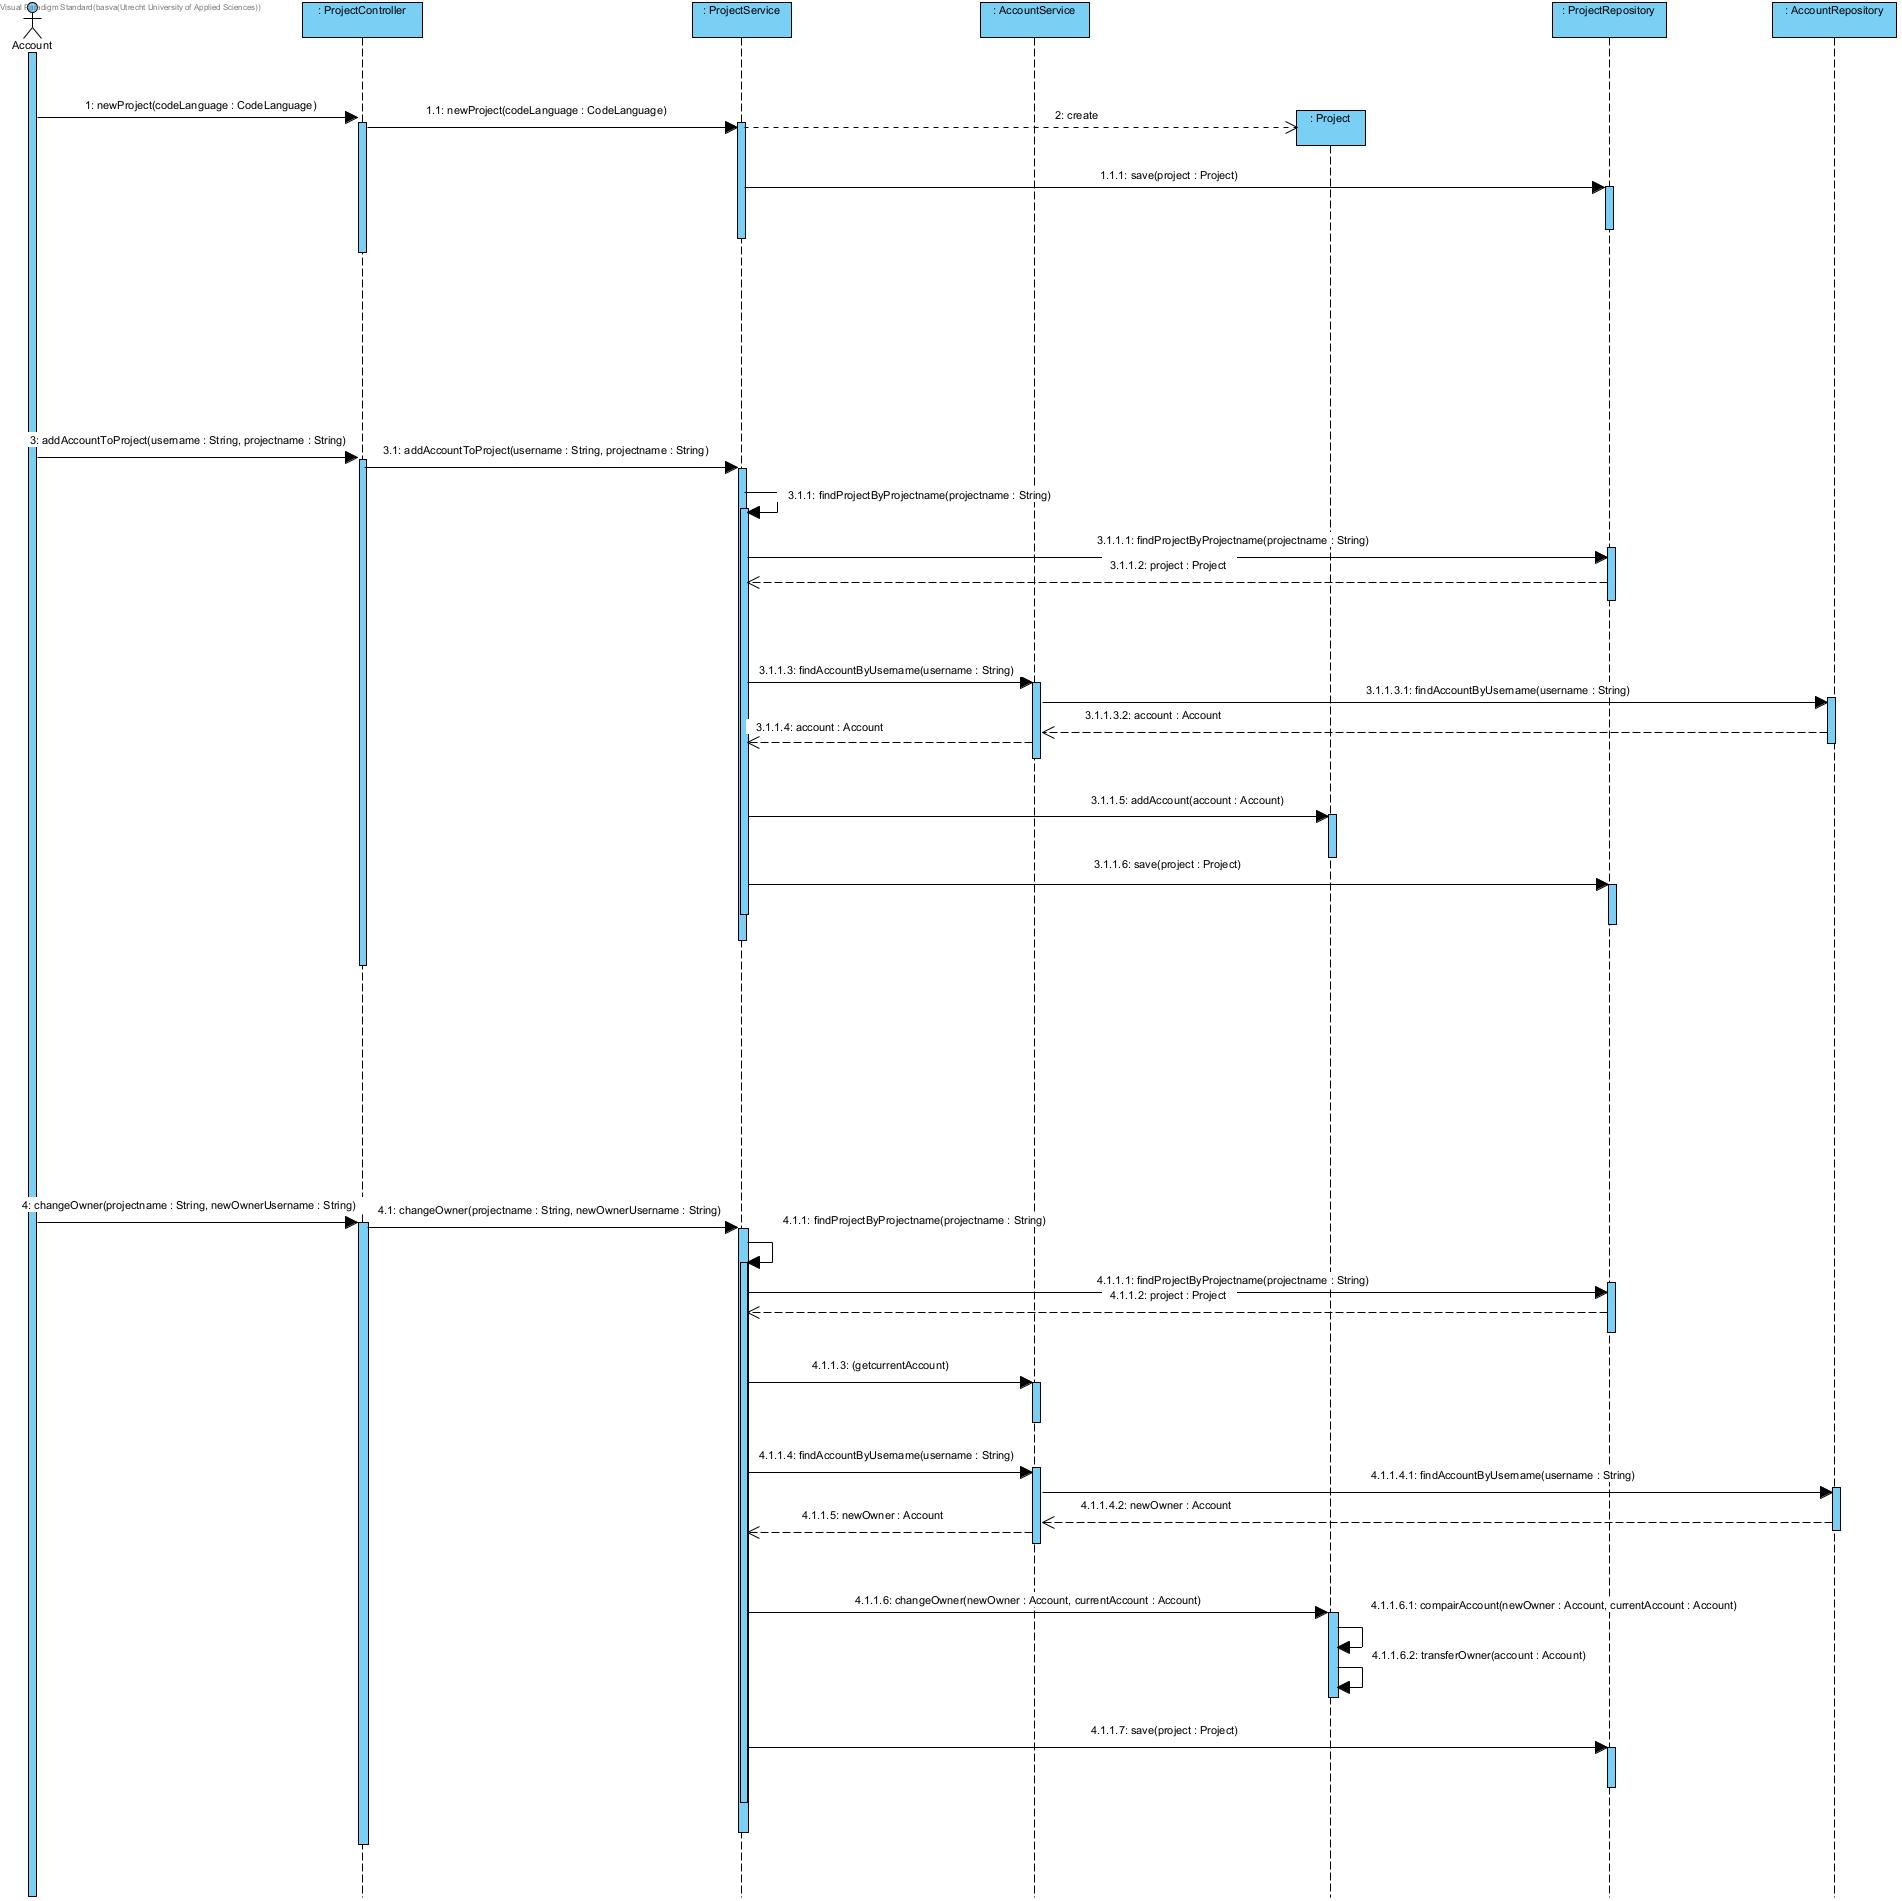 Visual Paradigm Standard(basva(Utrecht University of Applied Sciences))
Account
: ProjectController
: ProjectService
: AccountService
: ProjectRepository
: AccountRepository
1: newProject(codeLanguage : CodeLanguage)
1.1: newProject(codeLanguage : CodeLanguage)
2: create
: Project
1.1.1: save(project : Project)
3: addAccountToProject(username : String, projectname : String)
3.1: addAccountToProject(username : String, projectname : String)
3.1.1: findProjectByProjectname(projectname : String)
3.1.1.1: findProjectByProjectname(projectname : String)
3.1.1.2: project : Project
3.1.1.3: findAccountByUsername(username : String)
3.1.1.3.1: findAccountByUsername(username : String)
3.1.1.3.2: account : Account
3.1.1.4: account : Account
3.1.1.5: addAccount(account : Account)
3.1.1.6: save(project : Project)
4: changeOwner(projectname : String, newOwnerUsername : String)
4.1: changeOwner(projectname : String, newOwnerUsername : String)
4.1.1: findProjectByProjectname(projectname : String)
4.1.1.1: findProjectByProjectname(projectname : String)
4.1.1.2: project : Project
4.1.1.3: (getcurrentAccount)
4.1.1.4: findAccountByUsername(username : String)
4.1.1.4.1: findAccountByUsername(username : String)
4.1.1.4.2: newOwner : Account
4.1.1.5: newOwner : Account
4.1.1.6: changeOwner(newOwner : Account, currentAccount : Account)
4.1.1.6.1: compairAccount(newOwner : Account, currentAccount : Account)
4.1.1.6.2: transferOwner(account : Account)
4.1.1.7: save(project : Project)